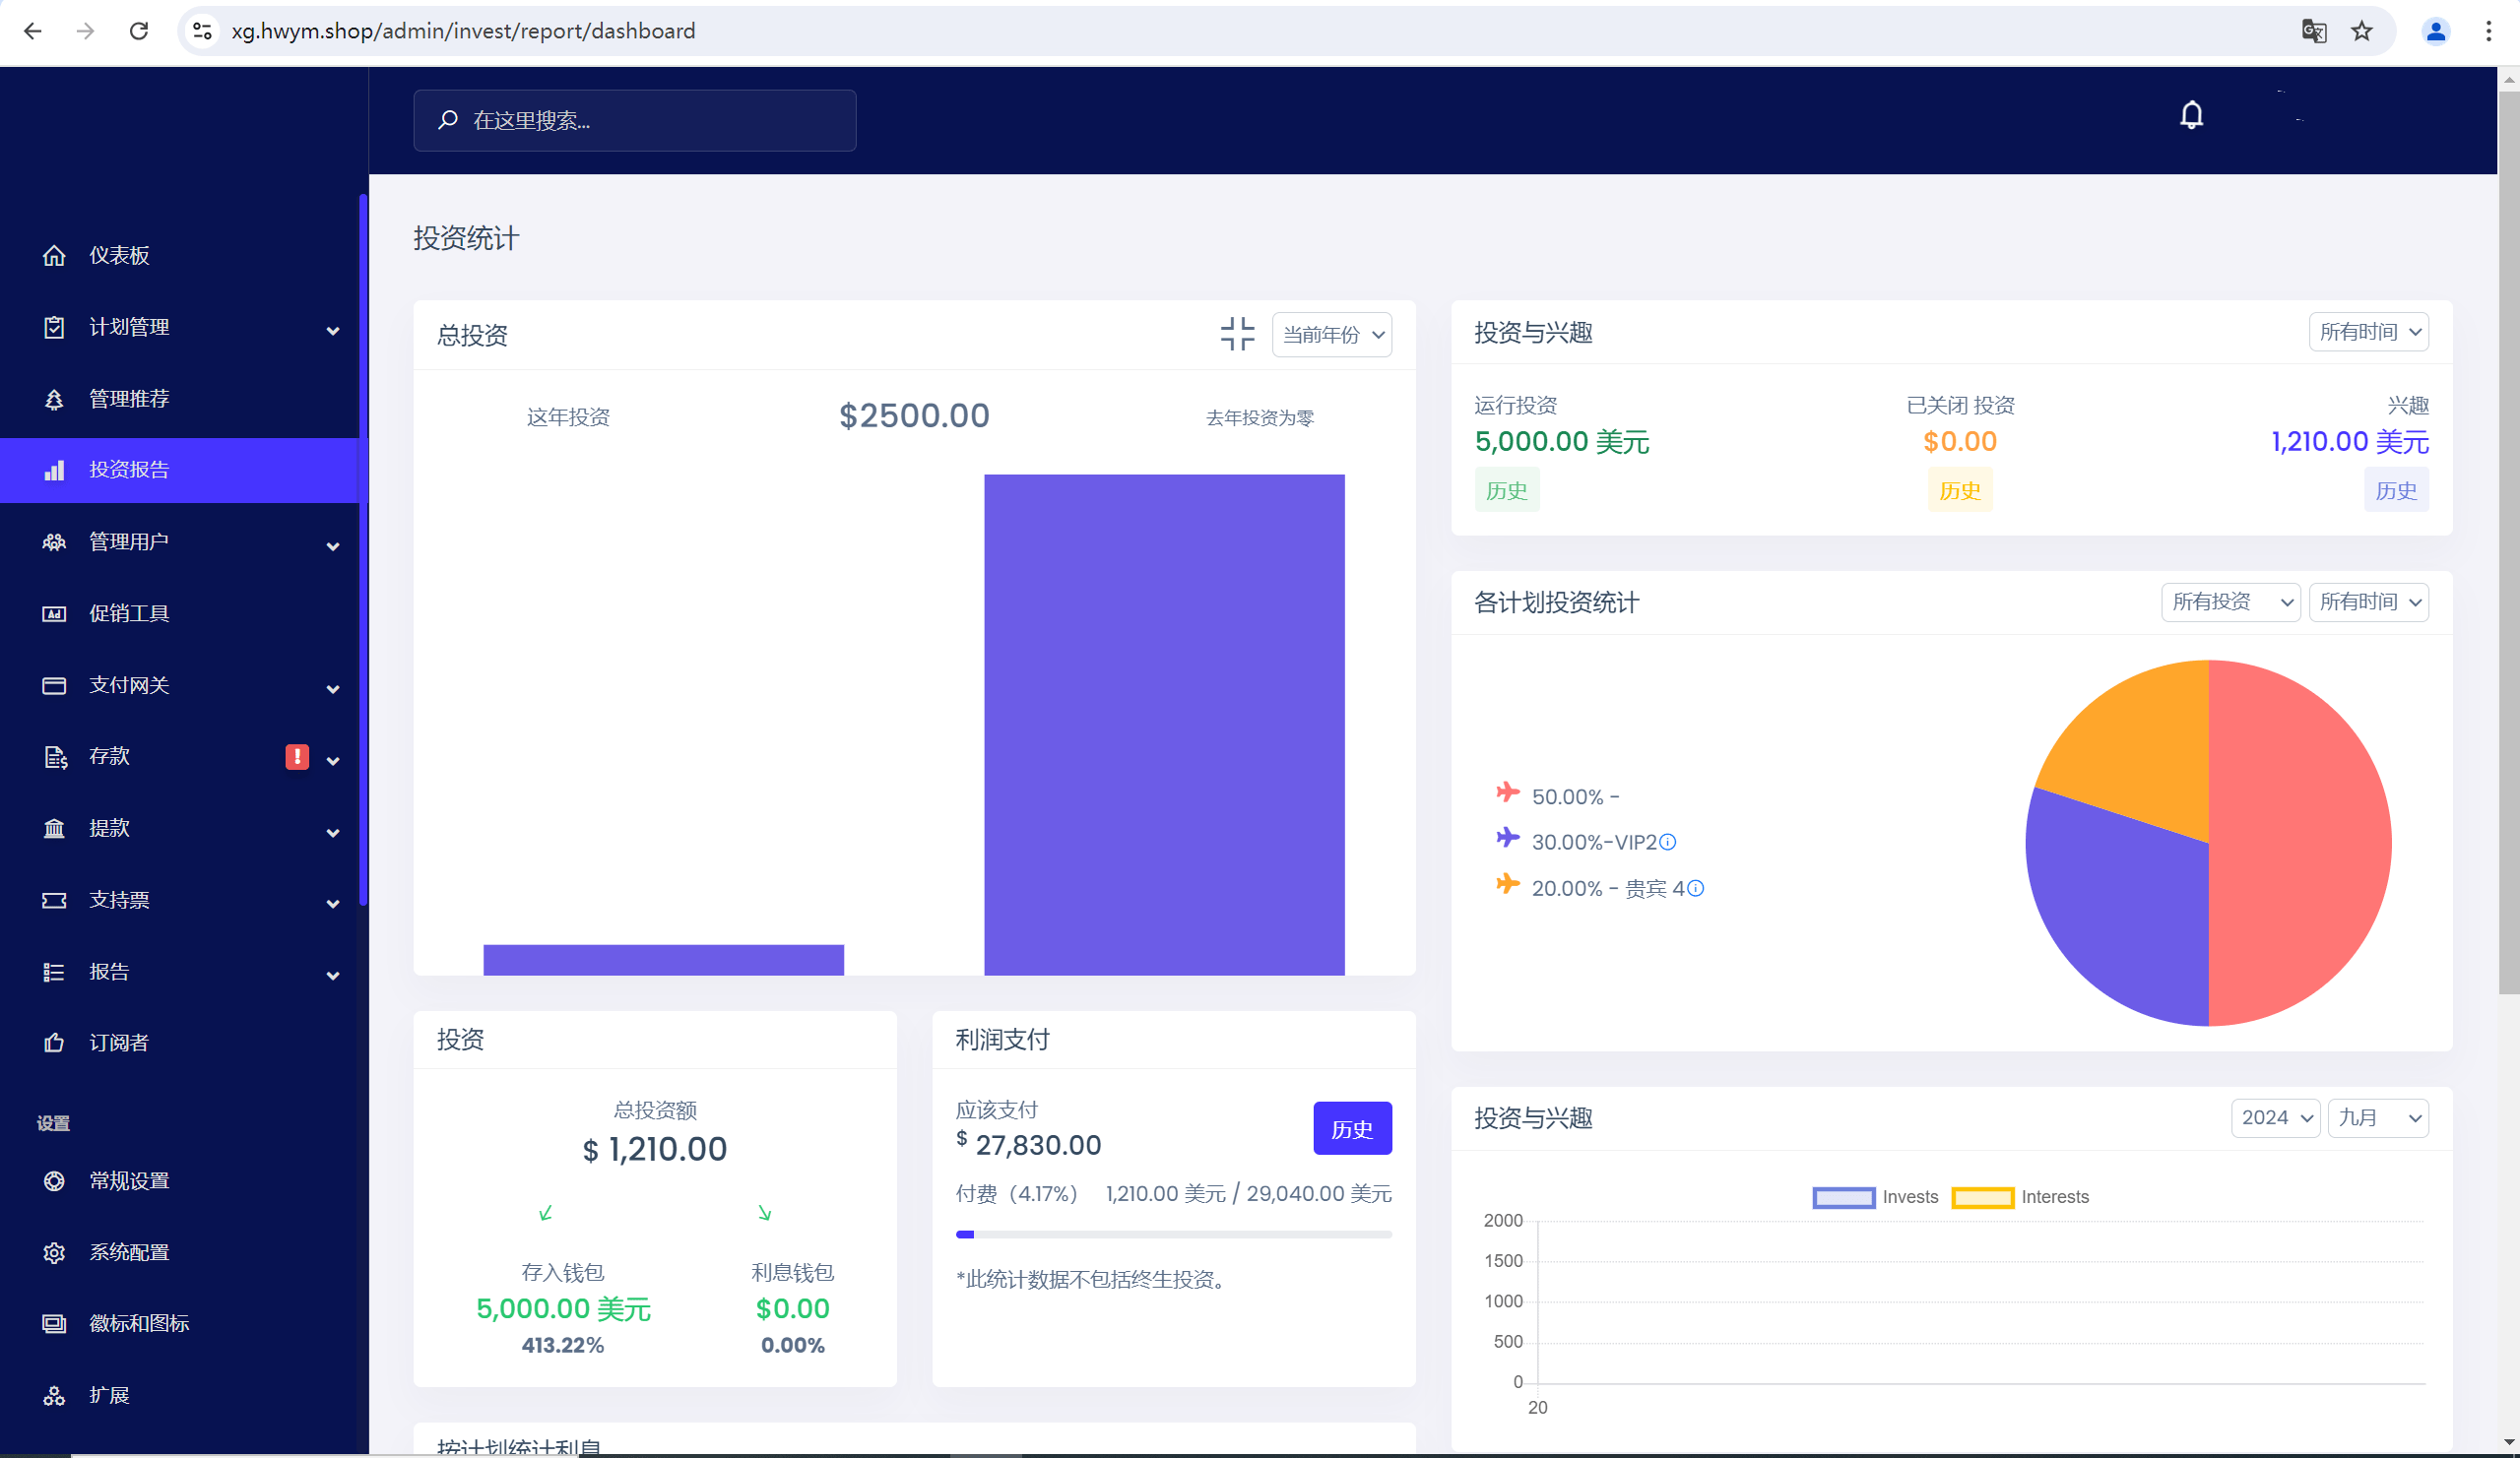 xg.hwym.shop/admin/invest/report/dashboard
在这里搜索...
仪表板
计划管理
管理推荐
投资报告
管理用户
促销工具
Ad
支付网关
存款
!
提款
支持票
报告
订阅者
设置
常规设置
系统配置
徽标和图标
扩展
投资统计
总投资
当前年份
这年投资
$2500.00
去年投资为零
投资与兴趣
所有时间
运行投资
已关闭 投资
兴趣
5,000.00 美元
$0.00
1,210.00 美元
历史
历史
历史
各计划投资统计
所有投资
所有时间
50.00% -
30.00%-VIP2
20.00% - 贵宾 4
投资
总投资额
$ 1,210.00
存入钱包
利息钱包
5,000.00 美元
$0.00
413.22%
0.00%
利润支付
应该支付
$ 27,830.00
历史
付费（4.17%）
1,210.00 美元 / 29,040.00 美元
*此统计数据不包括终生投资。
投资与兴趣
2024
九月
Invests
Interests
2000
1500
1000
500
0
20
按计划统计利息